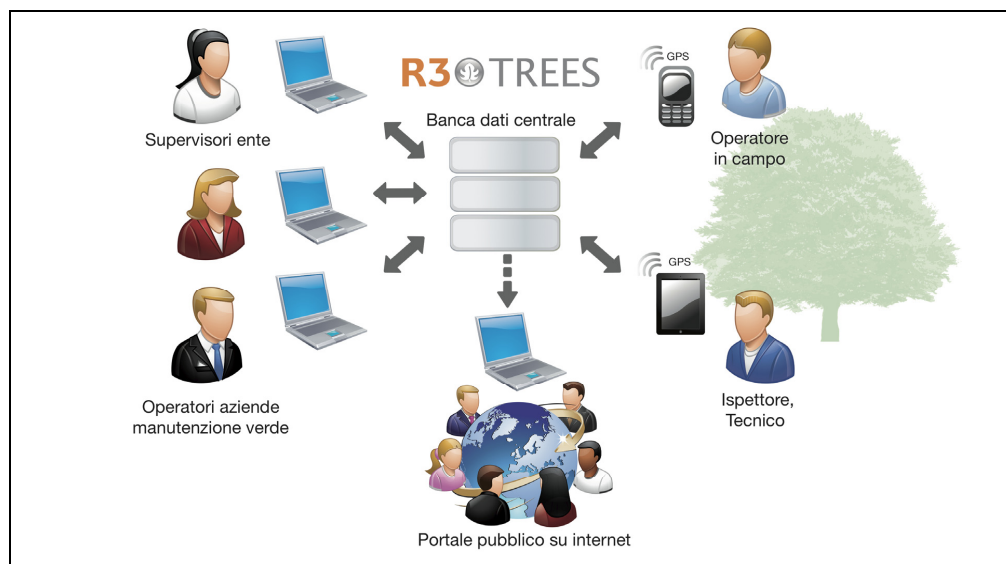 R3 TREES
Banca dati centrale
Supervisori ente
GPS
Operatore
in campo
GPS
Operatori aziende
manutenzione verde
Ispettore,
Tecnico
Portale pubblico su internet